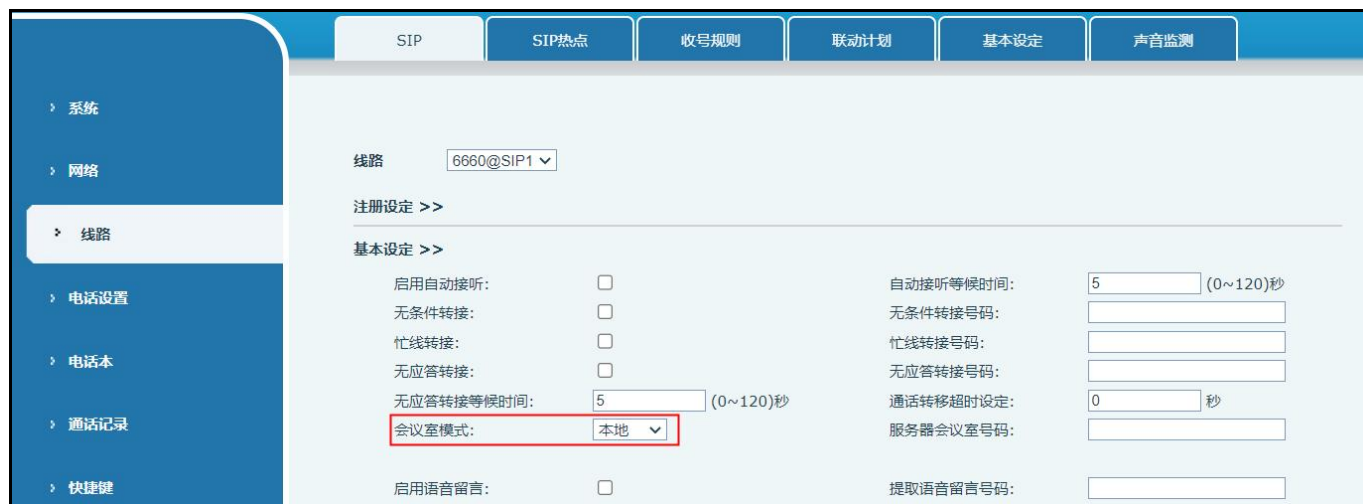 SIP SIP热点 收号规则 联动计划 基本设定 声音监测
› 系统
› 网络
› 线路
› 电话设置
› 电话本
› 通话记录
› 快捷键
线路 6660@SIP1
注册设定 >>
基本设定 >>
启用自动接听: 自动接听等候时间: 5 (0~120)秒
无条件转接: 无条件转接号码:
忙线转接: 忙线转接号码:
无应答转接: 无应答转接号码:
无应答转接等候时间: 5 (0~120)秒 通话转移超时设定: 0 秒
会议室模式: 本地 服务器会议室号码:
启用语音留言: 提取语音留言号码: